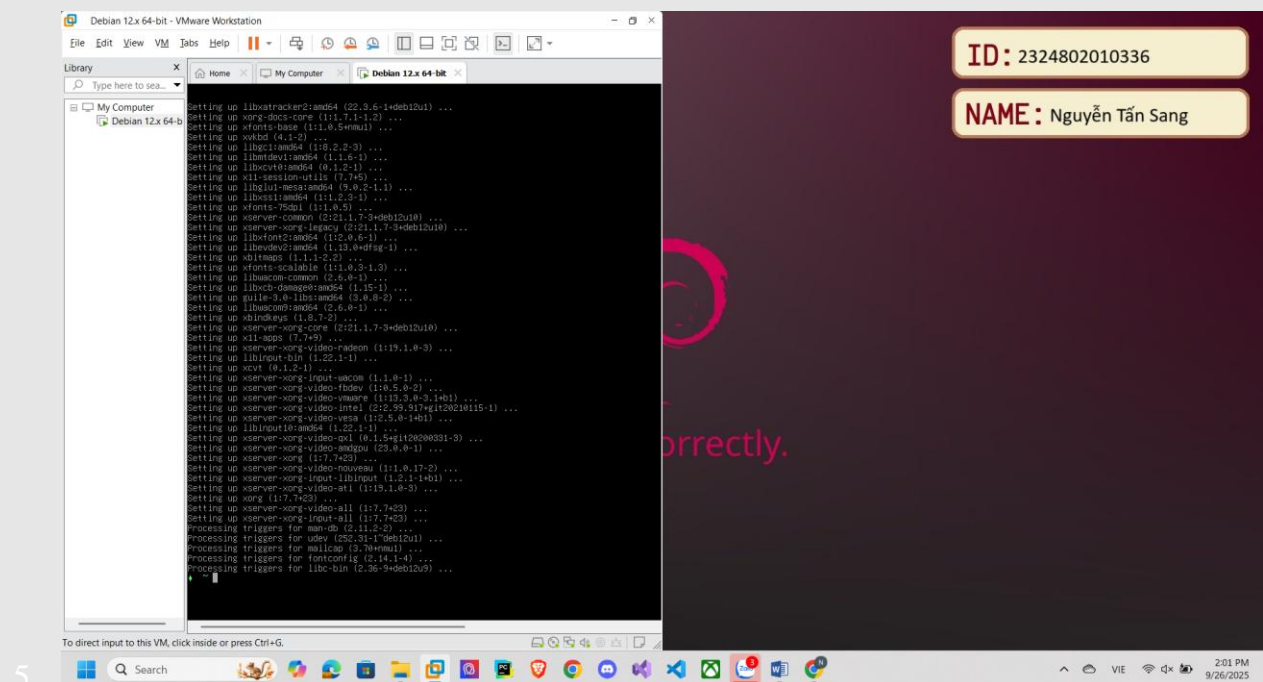 Debian 12.x 64-bit - VMware Workstation
File Edit View VM Tabs Help
Library X
Type here to sea...
Home
My Computer
Debian 12.x 64-bit
My Computer
Debian 12.x 64-b
Setting up libxatracker2:amd64 (22.3.6-1+deb12u1) ...
Setting up xorg-docs-core (1:1.7.1-1.2) ...
Setting up xfonts-base (1:1.0.5+nmu1) ...
Setting up xvkbd (4.1-2) ...
Setting up libgc1:amd64 (1:8.2.2-3) ...
Setting up libmtdev1:amd64 (1.1.6-1) ...
Setting up libxcvt0:amd64 (0.1.2-1) ...
Setting up x11-session-utils (7.7+5) ...
Setting up libglu1-mesa:amd64 (9.0.2-1.1) ...
Setting up libxss1:amd64 (1:1.2.3-1) ...
Setting up xfonts-75dpi (1:1.0.5) ...
Setting up xserver-common (2:21.1.7-3+deb12u10) ...
Setting up xserver-xorg-legacy (2:21.1.7-3+deb12u10) ...
Setting up libxfont2:amd64 (1:2.0.6-1) ...
Setting up libevdev2:amd64 (1.13.0+dfsg-1) ...
Setting up xbitmaps (1.1.1-2.2) ...
Setting up xfonts-scalable (1:1.0.3-1.3) ...
Setting up libwacom-common (2.6.0-1) ...
Setting up libxcb-damage0:amd64 (1.15-1) ...
Setting up guile-3.0-libs:amd64 (3.0.8-2) ...
Setting up libwacom9:amd64 (2.6.0-1) ...
Setting up xbindkeys (1.8.7-2) ...
Setting up xserver-xorg-core (2:21.1.7-3+deb12u10) ...
Setting up x11-apps (7.7+9) ...
Setting up xserver-xorg-video-radeon (1:19.1.0-3) ...
Setting up libinput-bin (1.22.1-1) ...
Setting up xcvt (0.1.2-1) ...
Setting up xserver-xorg-input-wacom (1.1.0-1) ...
Setting up xserver-xorg-video-fbdev (1:0.5.0-2) ...
Setting up xserver-xorg-video-vmware (1:13.3.0-3.1+b1) ...
Setting up xserver-xorg-video-intel (2:2.99.917+git20210115-1) ...
Setting up xserver-xorg-video-vesa (1:2.5.0-1+b1) ...
Setting up libinput10:amd64 (1.22.1-1) ...
Setting up xserver-xorg-video-qxl (0.1.5+git20200331-3) ...
Setting up xserver-xorg-video-amdgpu (23.0.0-1) ...
Setting up xserver-xorg (1:7.7+23) ...
Setting up xserver-xorg-video-nouveau (1:1.0.17-2) ...
Setting up xserver-xorg-input-libinput (1.2.1-1+b1) ...
Setting up xserver-xorg-video-ati (1:19.1.0-3) ...
Setting up xorg (1:7.7+23) ...
Setting up xserver-xorg-video-all (1:7.7+23) ...
Setting up xserver-xorg-input-all (1:7.7+23) ...
Processing triggers for man-db (2.11.2-2) ...
Processing triggers for udev (252.31-1~deb12u1) ...
Processing triggers for mailcap (3.70+nmu1) ...
Processing triggers for fontconfig (2.14.1-4) ...
Processing triggers for libc-bin (2.36-9+deb12u9) ...
~
To direct input to this VM, click inside or press Ctrl+G.
ID: 2324802010336
NAME: Nguyễn Tấn Sang
orrectly.
5
Search
VIE
2:01 PM
9/26/2025